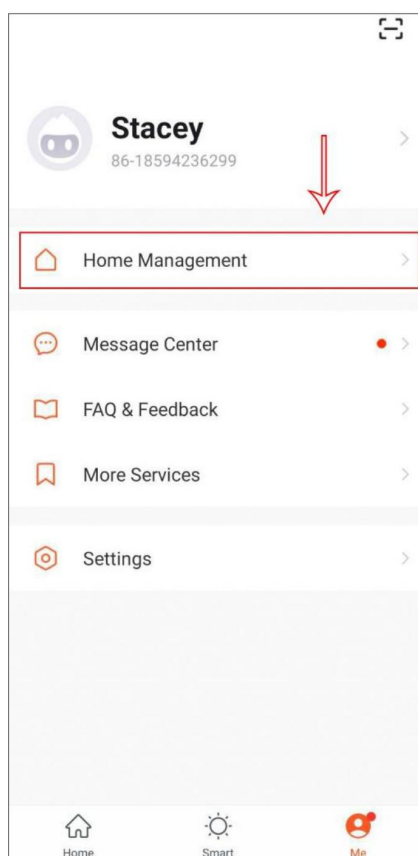 Stacey
86-18594236299
Home Management
Message Center
FAQ & Feedback
More Services
Settings
Home
Smart
Me